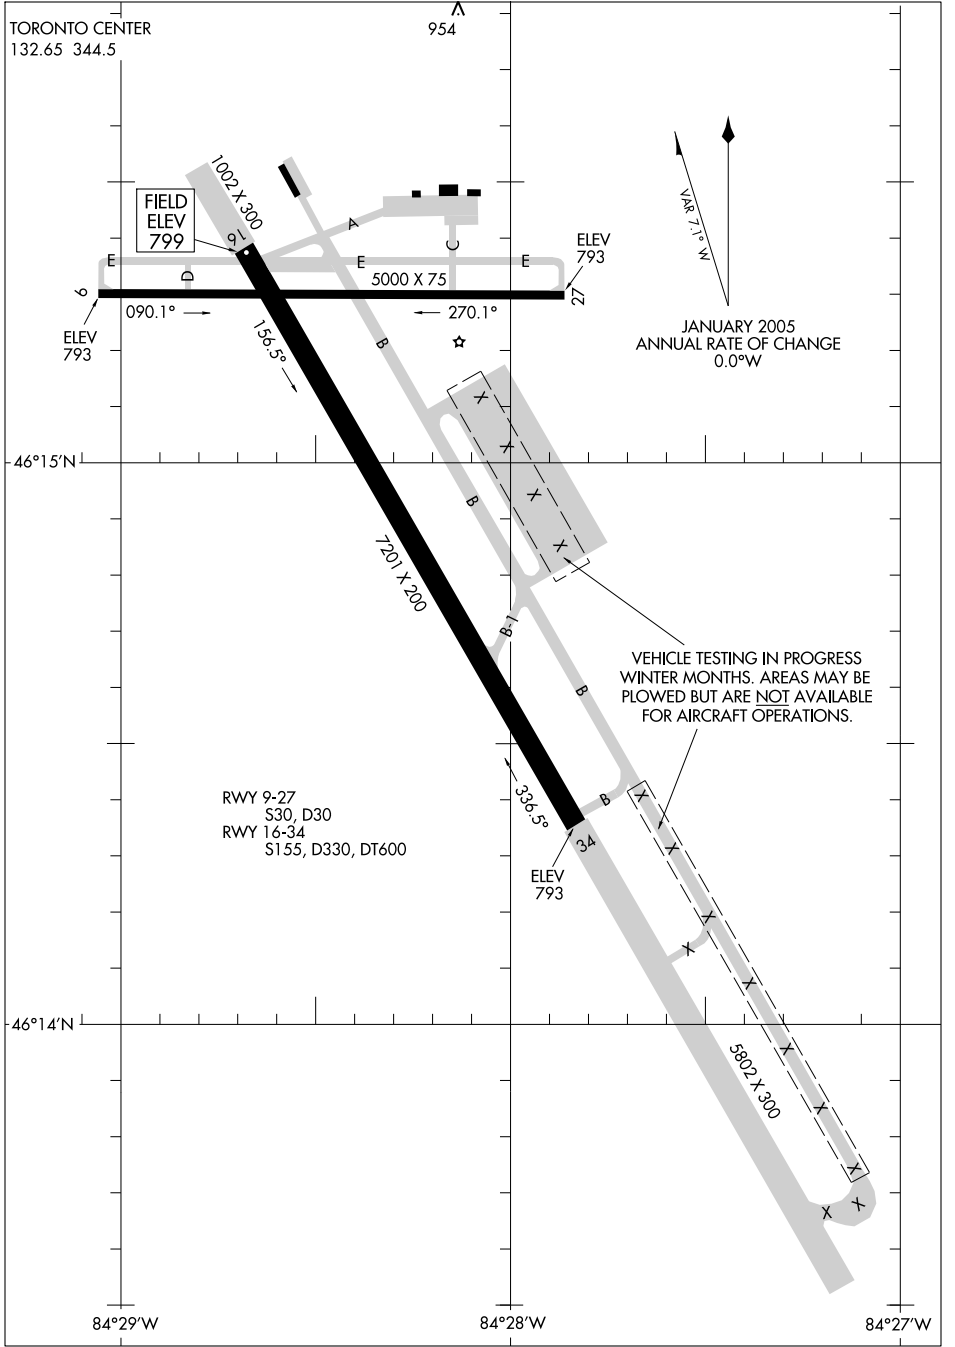 TORONTO CENTER
132.65 344.5
954
1002 X 300
FIELD
ELEV
799
16
A
C
E
E
E
D
ELEV
793
5000 X 75
9
27
090.1°
270.1°
ELEV
793
VAR 7.1° W
JANUARY 2005
ANNUAL RATE OF CHANGE
0.0°W
156.5°
B
X
X
X
X
46°15'N
B
7201 X 200
B-1
VEHICLE TESTING IN PROGRESS
WINTER MONTHS. AREAS MAY BE
PLOWED BUT ARE NOT AVAILABLE
FOR AIRCRAFT OPERATIONS.
B
RWY 9-27
S30, D30
RWY 16-34
S155, D330, DT600
336.5°
B
34
ELEV
793
X
X
X
X
X
X
X
X
X
X
46°14'N
5802 X 300
84°29'W
84°28'W
84°27'W